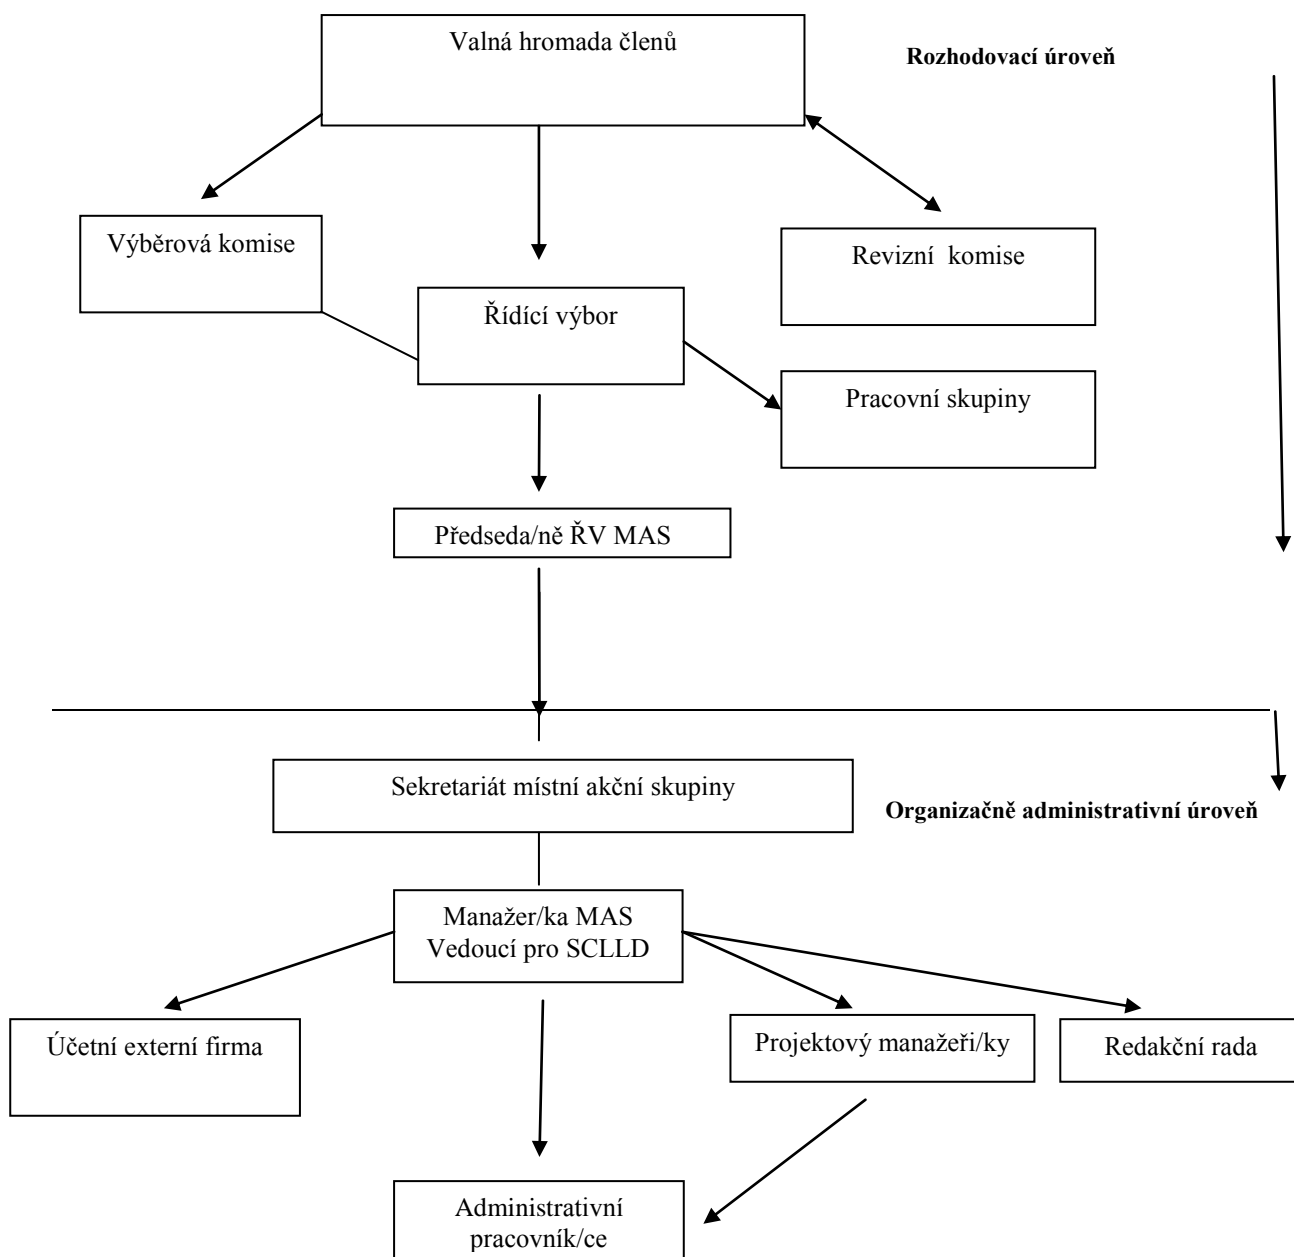 Valná hromada členů
Rozhodovací úroveň
Výběrová komise
Revizní  komise
Řídící výbor
Pracovní skupiny
Předseda/ně ŘV MAS
Sekretariát místní akční skupiny
Organizačně administrativní úroveň
Manažer/ka MAS
Vedoucí pro SCLLD
Účetní externí firma
Projektový manažeři/ky
Redakční rada
Administrativní
pracovník/ce